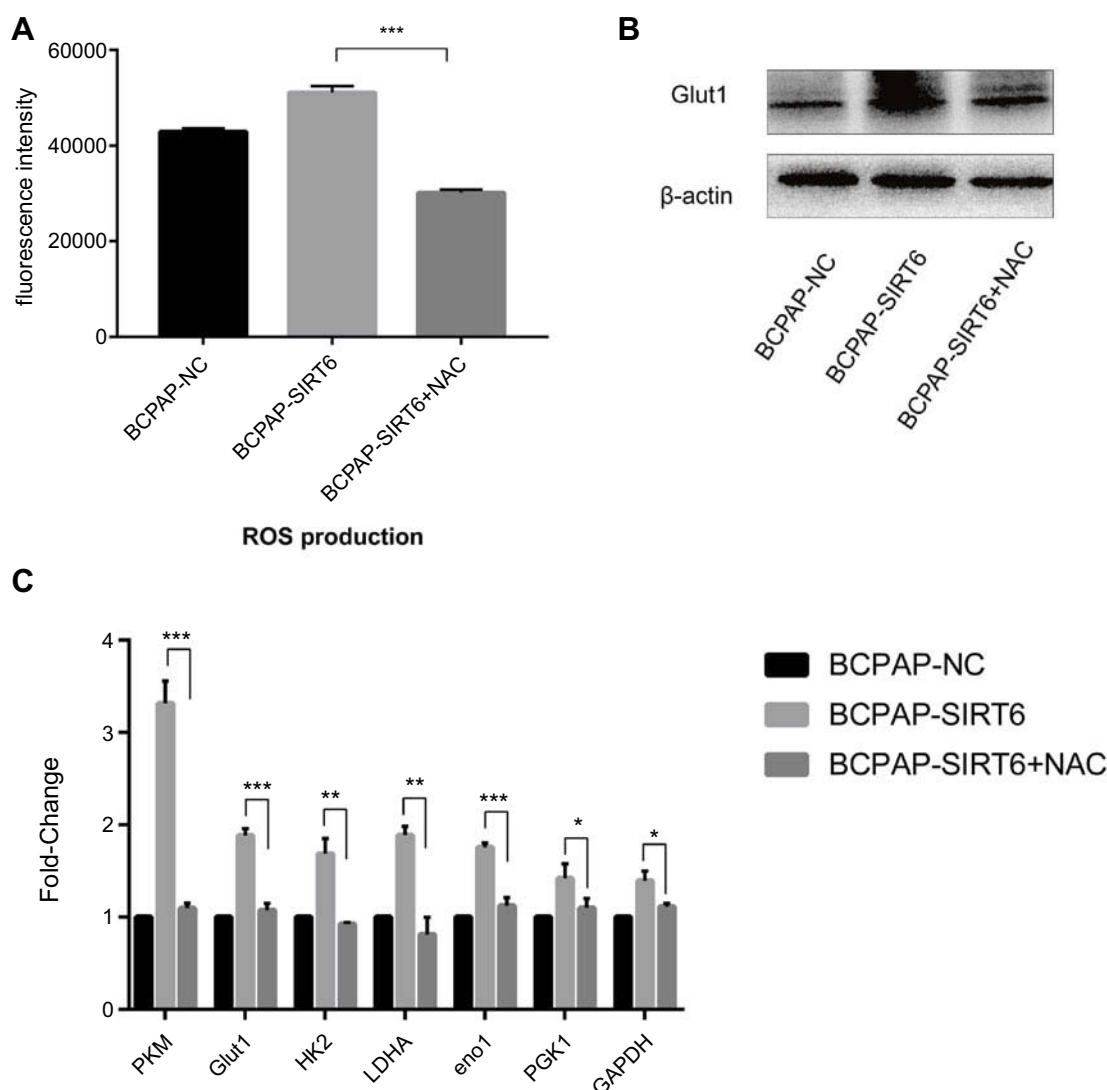 A
60000
40000
20000
0
fluorescence intensity
***
BCPAP-NC
BCPAP-SIRT6
BCPAP-SIRT6+NAC
ROS production
B
Glut1
β-actin
BCPAP-NC
BCPAP-SIRT6
BCPAP-SIRT6+NAC
C
4
3
2
1
0
Fold-Change
***
***
**
**
***
*
*
PKM
Glut1
HK2
LDHA
eno1
PGK1
GAPDH
BCPAP-NC
BCPAP-SIRT6
BCPAP-SIRT6+NAC